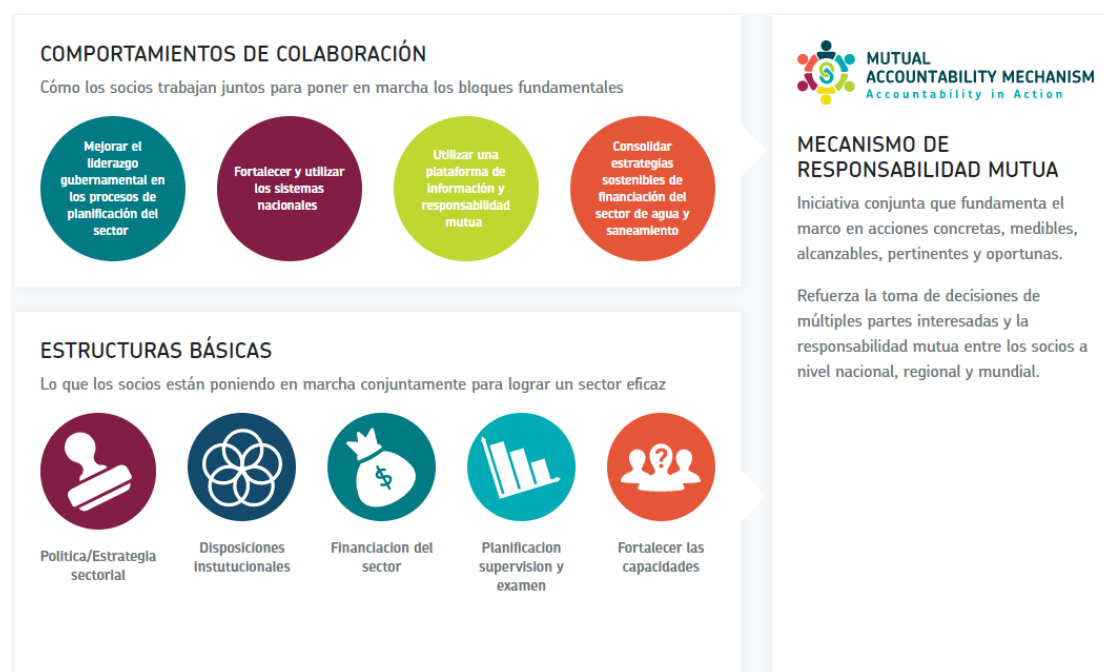 COMPORTAMIENTOS DE COLABORACIÓN
Cómo los socios trabajan juntos para poner en marcha los bloques fundamentales
Mejorar el
liderazgo
gubernamental en
los procesos de
planificación del
sector
Fortalecer y utilizar
los sistemas
nacionales
Utilizar una
plataforma de
información y
responsabilidad
mutua
Consolidar
estrategias
sostenibles de
financiación del
sector de agua y
saneamiento
ESTRUCTURAS BÁSICAS
Lo que los socios están poniendo en marcha conjuntamente para lograr un sector eficaz
$
?
Politica/Estrategia
sectorial
Disposiciones
instutucionales
Financiacion del
sector
Planificacion
supervision y
examen
Fortalecer las
capacidades
MUTUAL
ACCOUNTABILITY MECHANISM
Accountability in Action
MECANISMO DE
RESPONSABILIDAD MUTUA
Iniciativa conjunta que fundamenta el
marco en acciones concretas, medibles,
alcanzables, pertinentes y oportunas.
Refuerza la toma de decisiones de
múltiples partes interesadas y la
responsabilidad mutua entre los socios a
nivel nacional, regional y mundial.